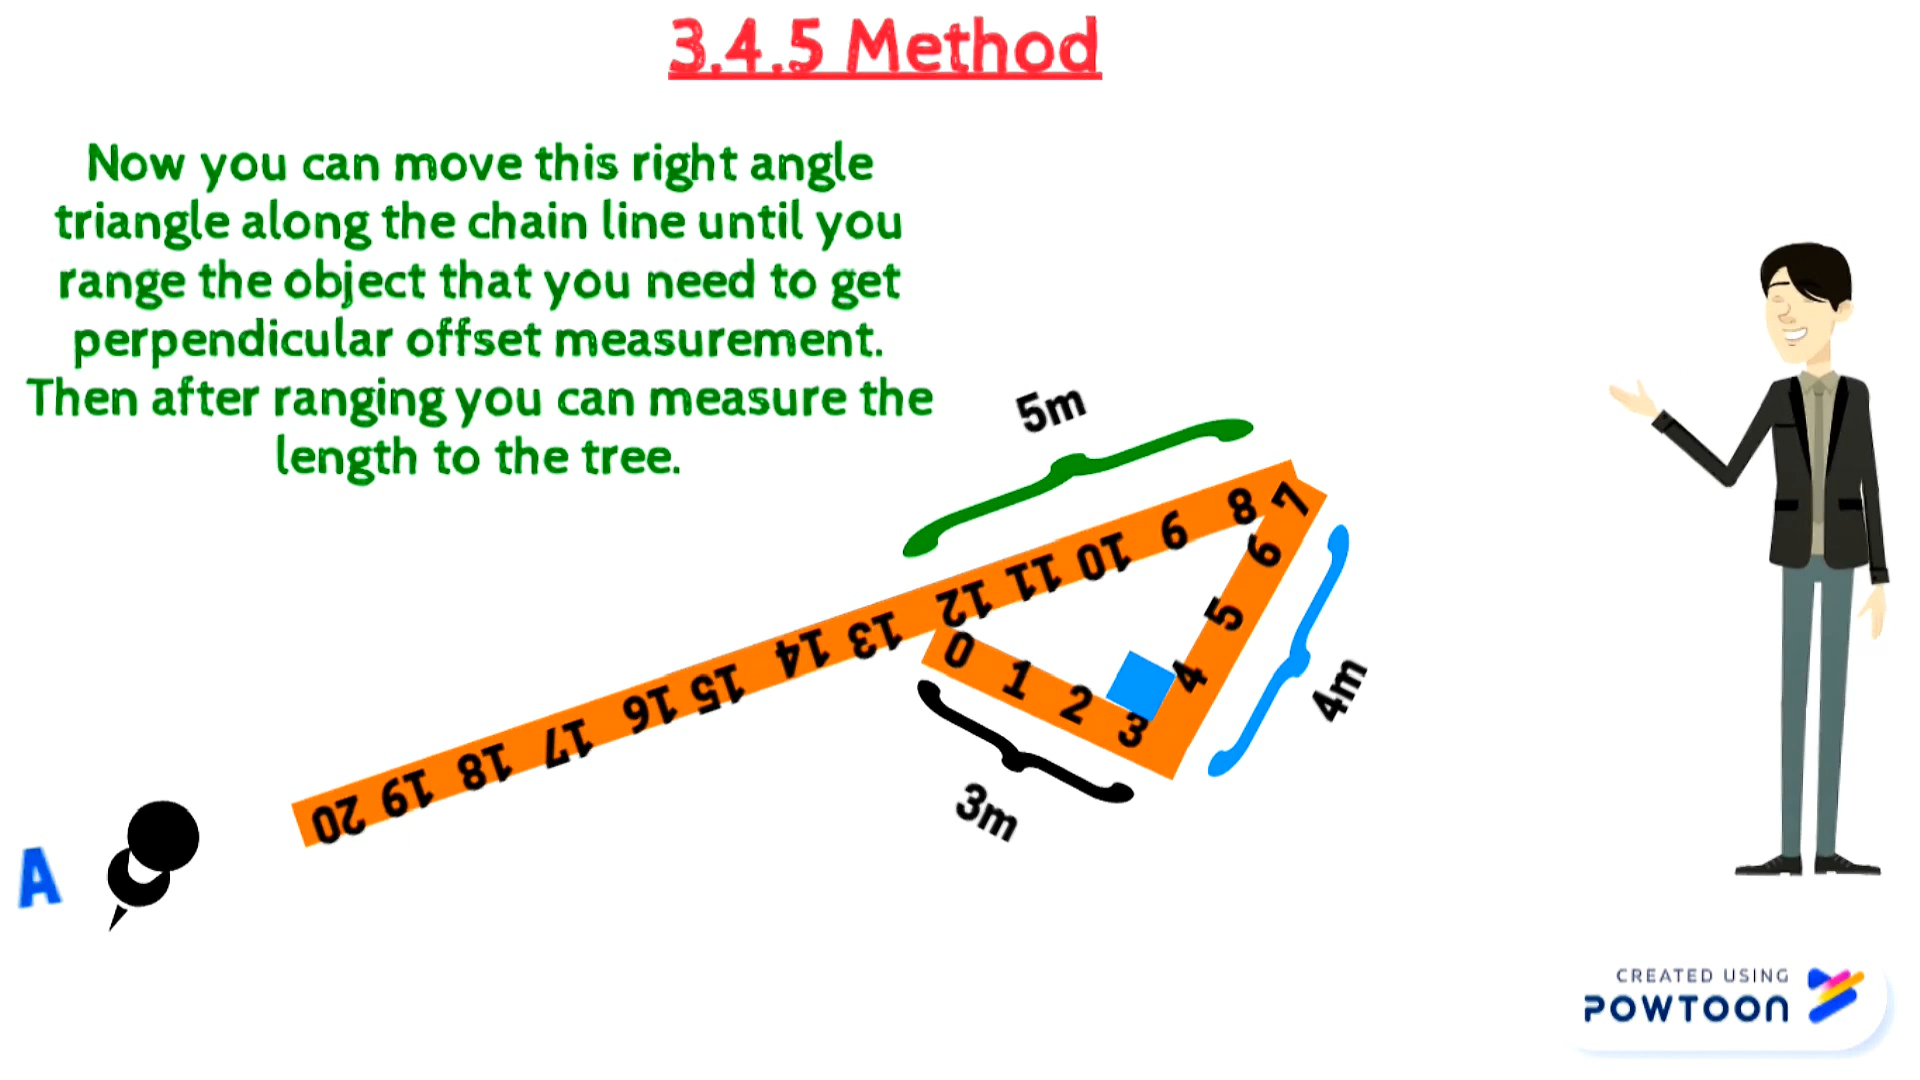 3.4.5 Method
Now you can move this right angle
triangle along the chain line until you
range the object that you need to get
perpendicular offset measurement.
Then after ranging you can measure the
length to the tree.
5m
8 7
9
10
11
12
13
14
15
16
17
18
19
20
6
5
4
0
1
2
3
4m
3m
A
CREATED USING
POWTOON